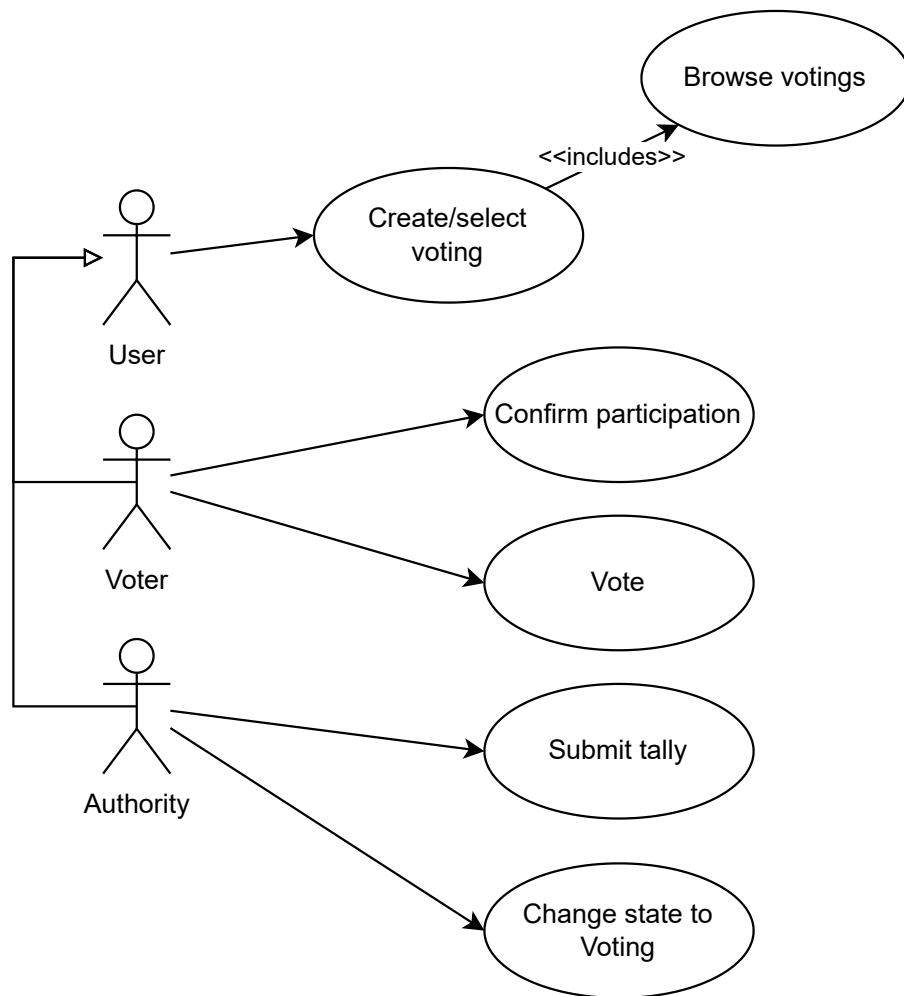 Browse votings
<<includes>>
Create/select
voting
User
Confirm participation
Voter
Vote
Submit tally
Authority
Change state to
Voting